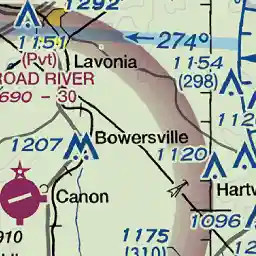 1292
1151
(Pvt)
Lavonia
274°
1154
(298)
ROAD RIVER
690 - 30
1207
Bowersville
1120
Canon
Hartw
1096
1175
(310)
910